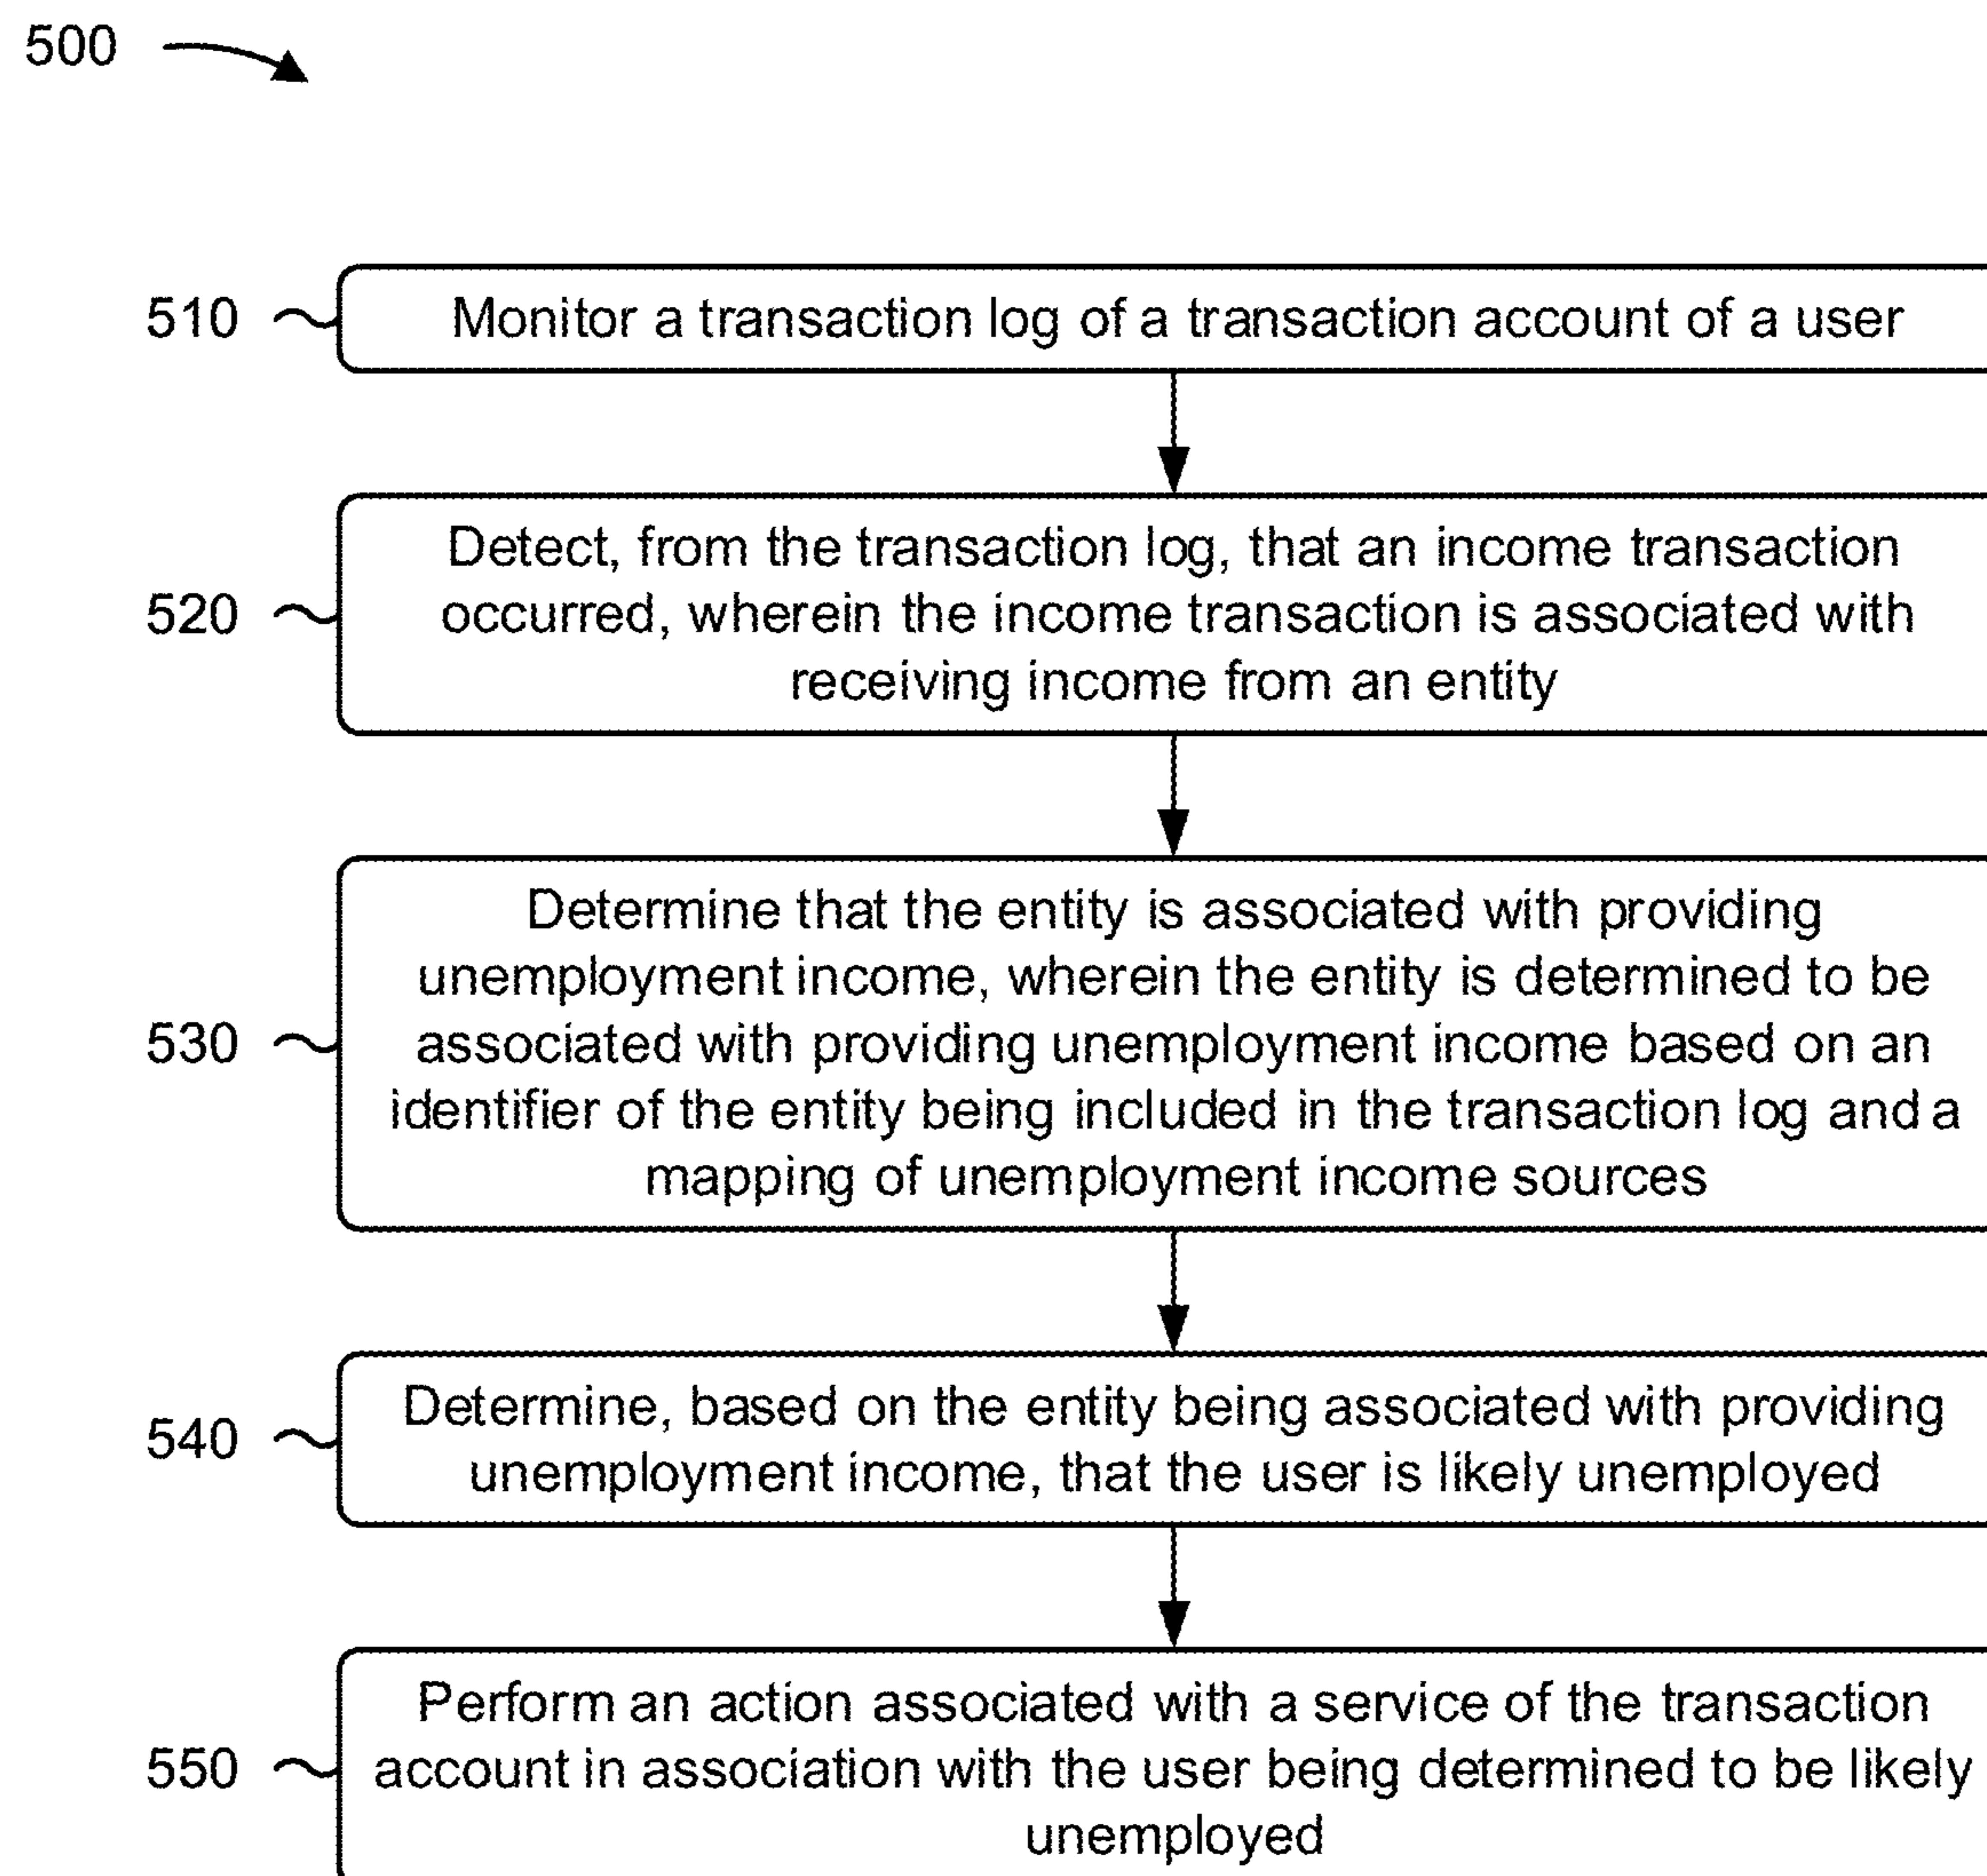 500
510
Monitor a transaction log of a transaction account of a user
520
Detect, from the transaction log, that an income transaction
occurred, wherein the income transaction is associated with
receiving income from an entity
530
Determine that the entity is associated with providing
unemployment income, wherein the entity is determined to be
associated with providing unemployment income based on an
identifier of the entity being included in the transaction log and a
mapping of unemployment income sources
540
Determine, based on the entity being associated with providing
unemployment income, that the user is likely unemployed
550
Perform an action associated with a service of the transaction
account in association with the user being determined to be likely
unemployed